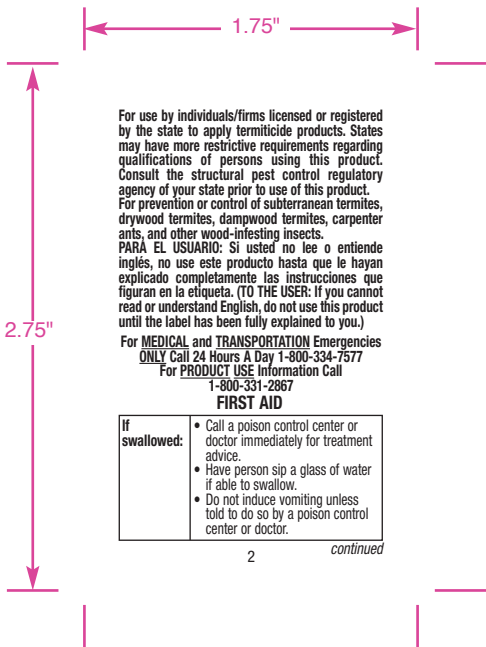 1.75"
For use by individuals/firms licensed or registered
by the state to apply termiticide products. States
may have more restrictive requirements regarding
qualifications of persons using this product.
Consult the structural pest control regulatory
agency of your state prior to use of this product.
For prevention or control of subterranean termites,
drywood termites, dampwood termites, carpenter
ants, and other wood-infesting insects.
PARA EL USUARIO: Si usted no lee o entiende
inglés, no use este producto hasta que le hayan
explicado completamente las instrucciones que
figuran en la etiqueta. (TO THE USER: If you cannot
read or understand English, do not use this product
until the label has been fully explained to you.)
2.75"
For MEDICAL and TRANSPORTATION Emergencies
ONLY Call 24 Hours A Day 1-800-334-7577
For PRODUCT USE Information Call
1-800-331-2867
FIRST AID
If
swallowed:
• Call a poison control center or
doctor immediately for treatment
advice.
• Have person sip a glass of water
if able to swallow.
• Do not induce vomiting unless
told to do so by a poison control
center or doctor.
continued
2